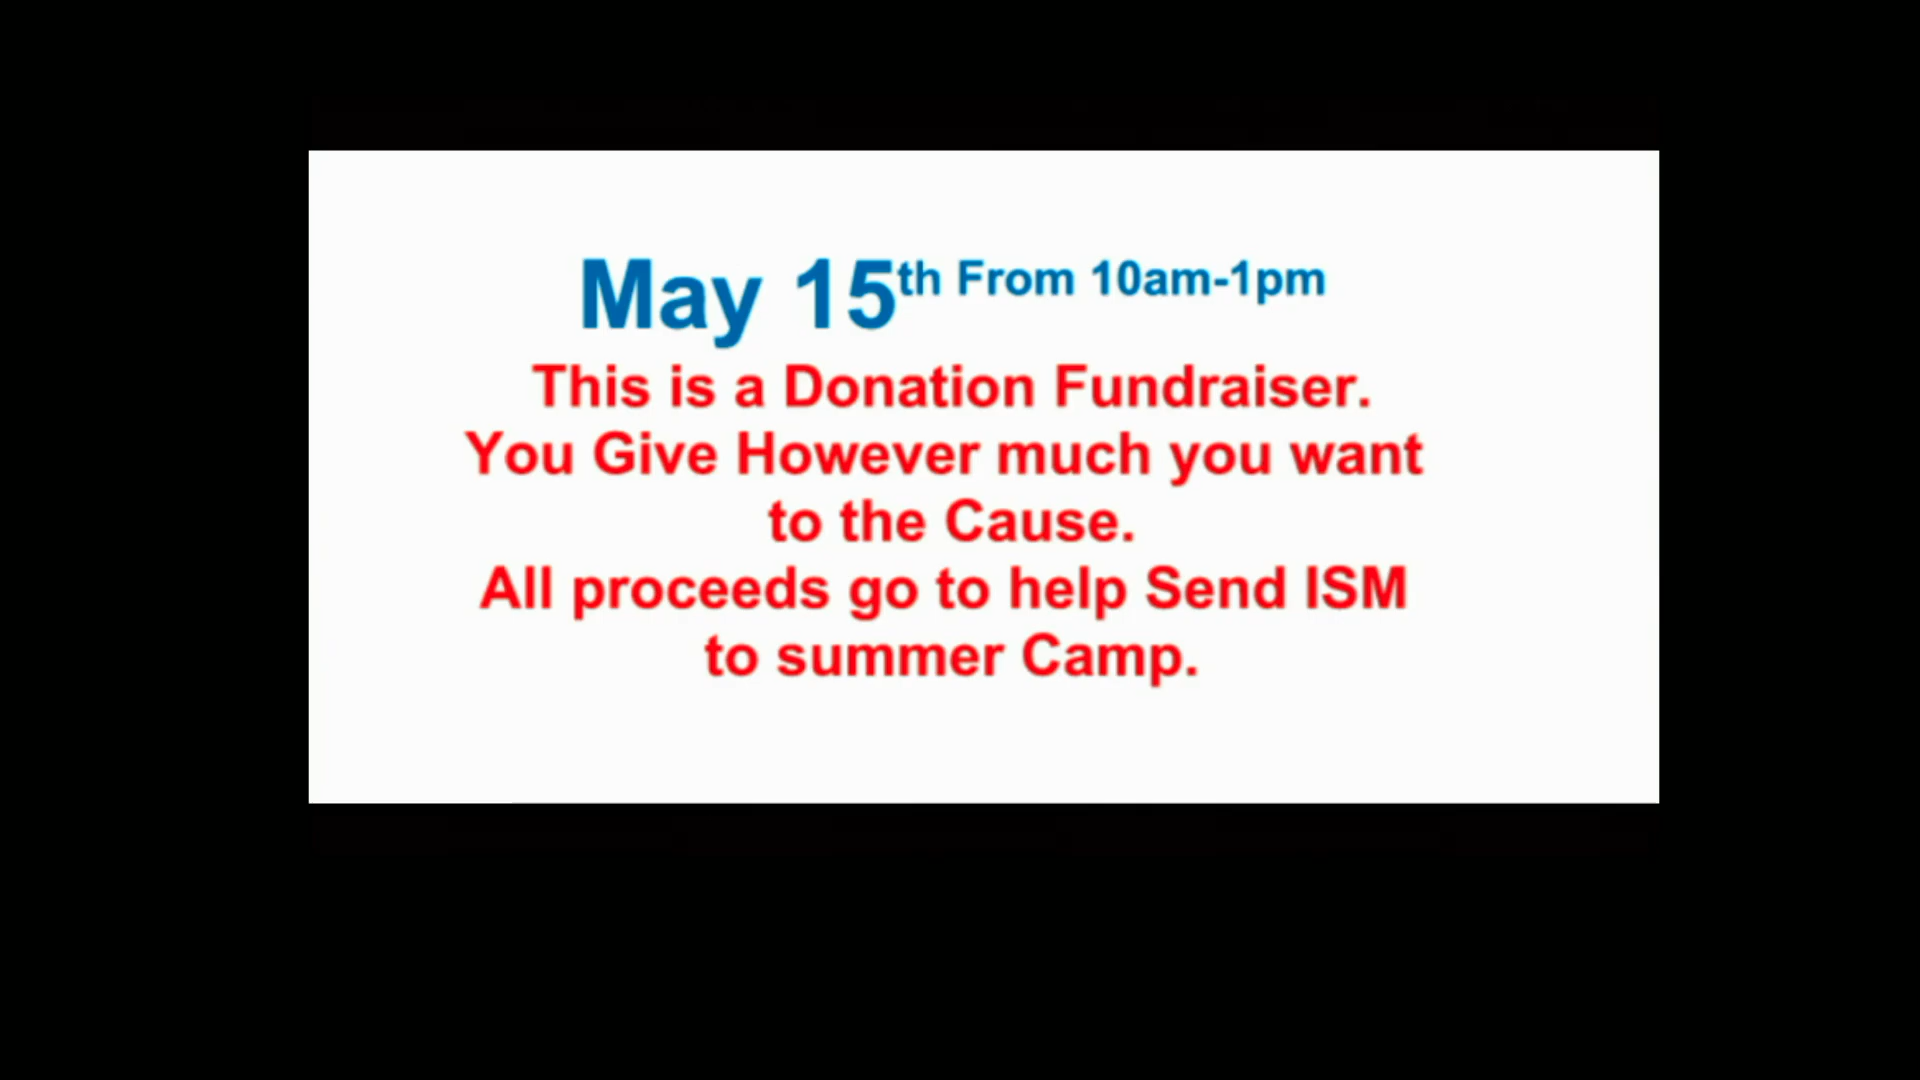 May 15th From 10am-1pm
This is a Donation Fundraiser.
You Give However much you want
to the Cause.
All proceeds go to help Send ISM
to summer Camp.